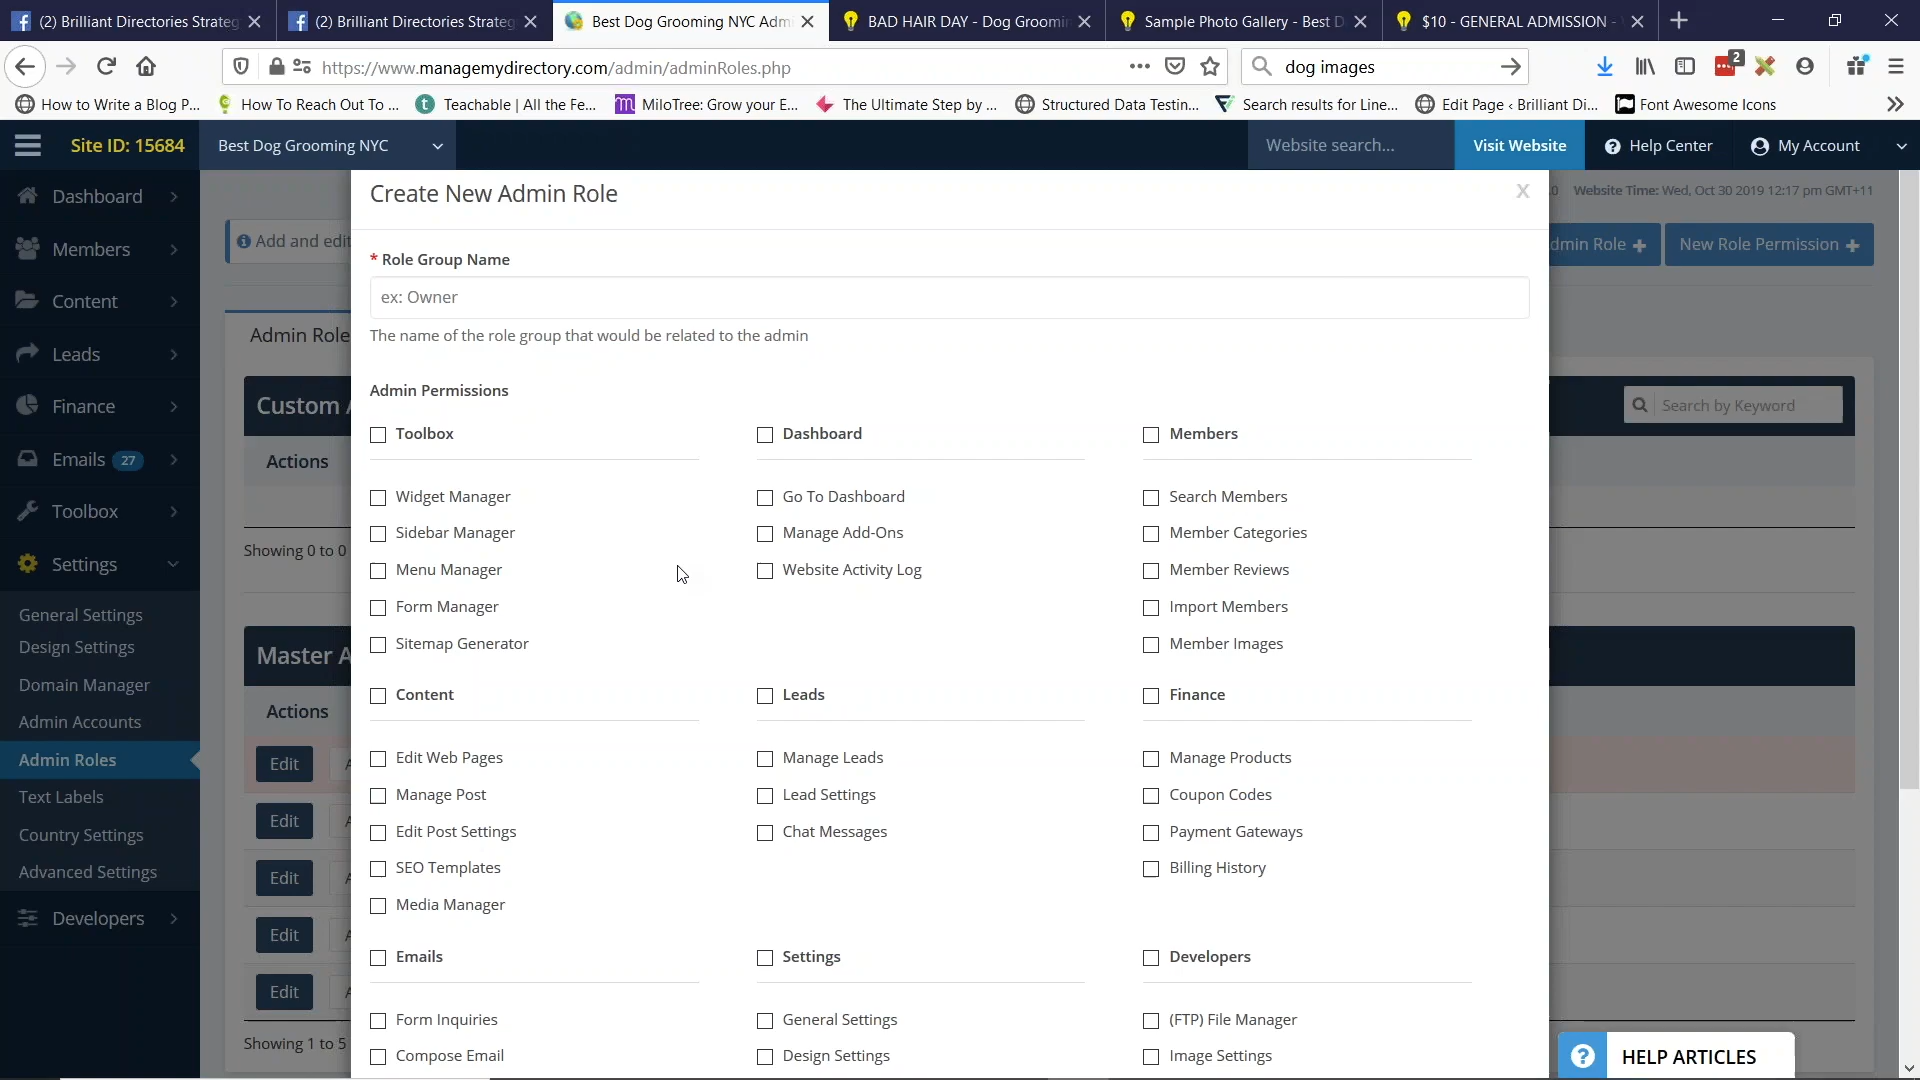 (2) Brilliant Directories Strateg
(2) Brilliant Directories Strateg
Best Dog Grooming NYC Admi
BAD HAIR DAY - Dog Groomin
Sample Photo Gallery - Best D
$10 - GENERAL ADMISSION -
https://www.managemydirectory.com/admin/adminRoles.php
dog images
2
How to Write a Blog P...
How To Reach Out To ...
Teachable | All the Fe...
MiloTree: Grow your E...
The Ultimate Step by ...
Structured Data Testin...
Search results for Line...
Edit Page ‹ Brilliant Di...
Font Awesome Icons
Site ID: 15684
Best Dog Grooming NYC
Website search...
Visit Website
Help Center
My Account
Dashboard
Members
Content
Leads
Finance
Emails 27
Toolbox
Settings
General Settings
Design Settings
Domain Manager
Admin Accounts
Admin Roles
Text Labels
Country Settings
Advanced Settings
Developers
.0 Website Time: Wed, Oct 30 2019 12:17 pm GMT+11
Add and edit
dmin Role
New Role Permission
Admin Role
Custom A
Search by Keyword
Actions
Showing 0 to 0
Master A
Actions
Edit
Edit
Edit
Edit
Edit
Showing 1 to 5
Create New Admin Role
X
* Role Group Name
ex: Owner
The name of the role group that would be related to the admin
Admin Permissions
Toolbox
Widget Manager
Sidebar Manager
Menu Manager
Form Manager
Sitemap Generator
Dashboard
Go To Dashboard
Manage Add-Ons
Website Activity Log
Members
Search Members
Member Categories
Member Reviews
Import Members
Member Images
Content
Edit Web Pages
Manage Post
Edit Post Settings
SEO Templates
Media Manager
Leads
Manage Leads
Lead Settings
Chat Messages
Finance
Manage Products
Coupon Codes
Payment Gateways
Billing History
Emails
Form Inquiries
Compose Email
Settings
General Settings
Design Settings
Developers
(FTP) File Manager
Image Settings
HELP ARTICLES